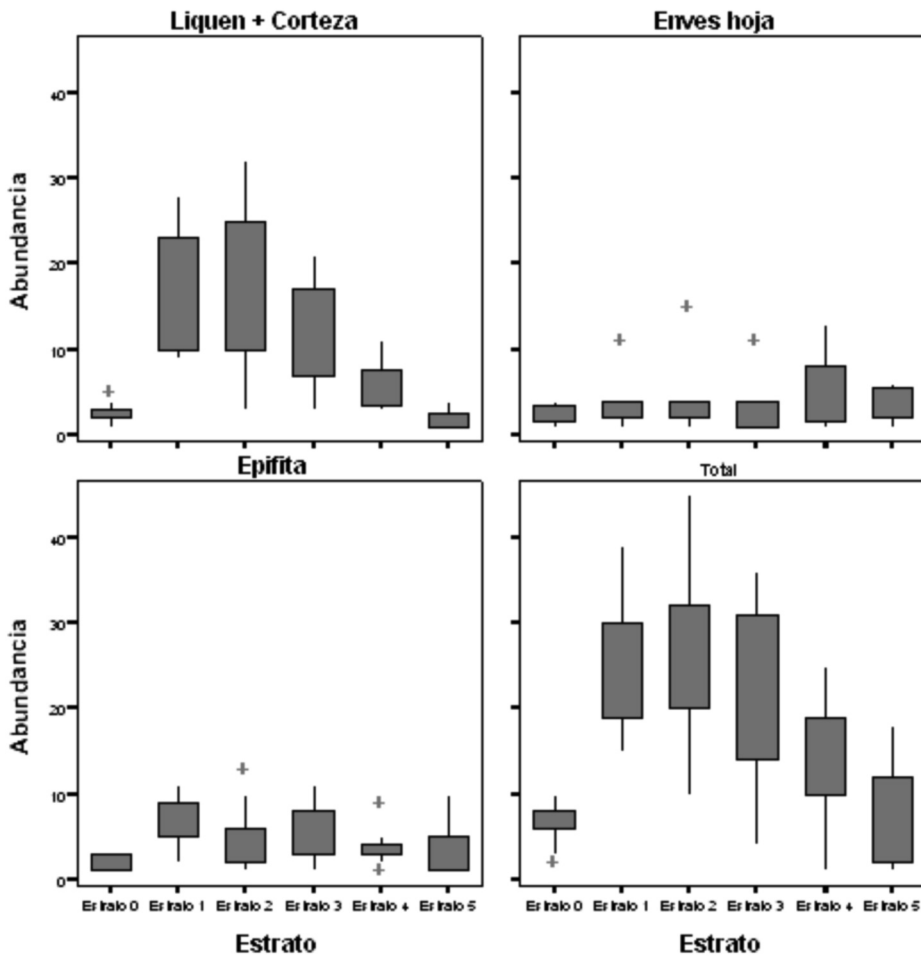 Liquen + Corteza
Enves hoja
40
30
20
10
0
Abundancia
Epifita
Total
40
30
20
10
0
Abundancia
Estrato 0 Estrato 1 Estrato 2 Estrato 3 Estrato 4 Estrato 5
Estrato 0 Estrato 1 Estrato 2 Estrato 3 Estrato 4 Estrato 5
Estrato
Estrato